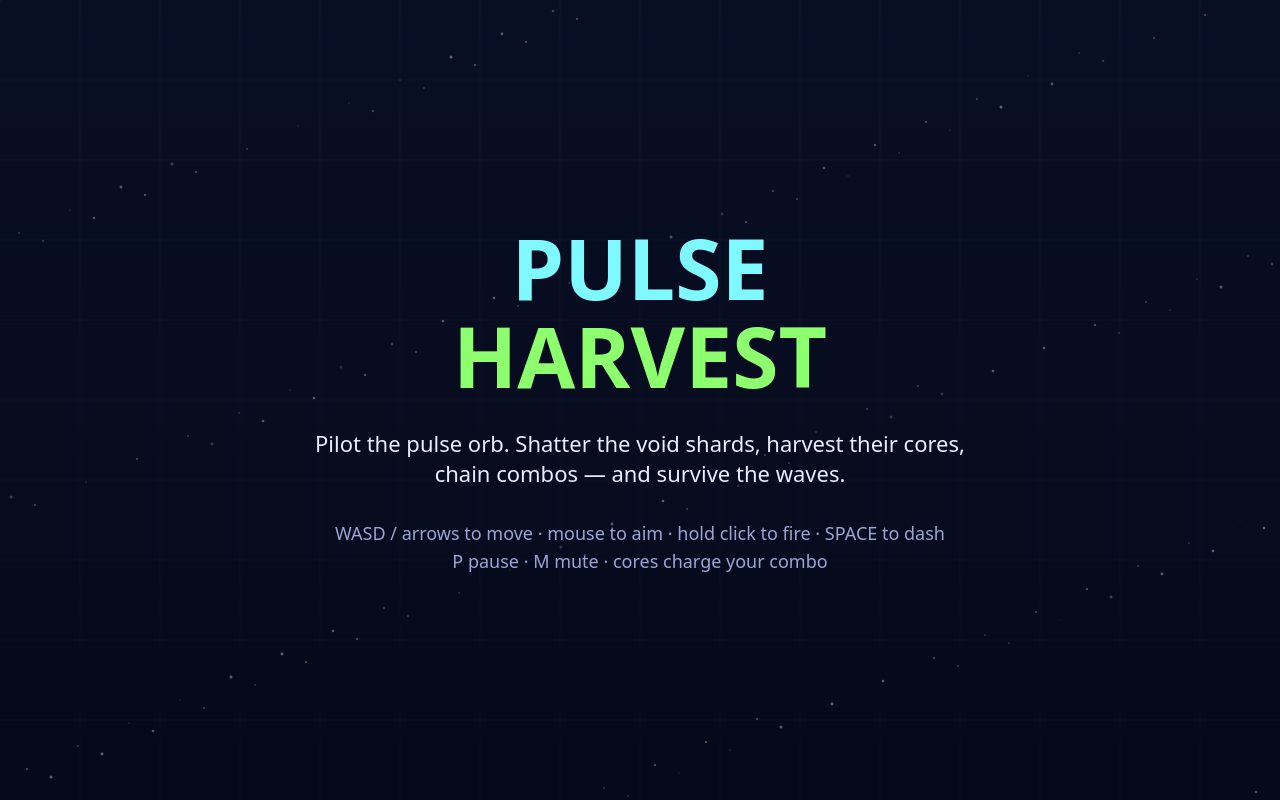 PULSE
HARVEST
Pilot the pulse orb. Shatter the void shards, harvest their cores,
chain combos — and survive the waves.
WASD / arrows to move · mouse to aim · hold click to fire · SPACE to dash
P pause · M mute · cores charge your combo